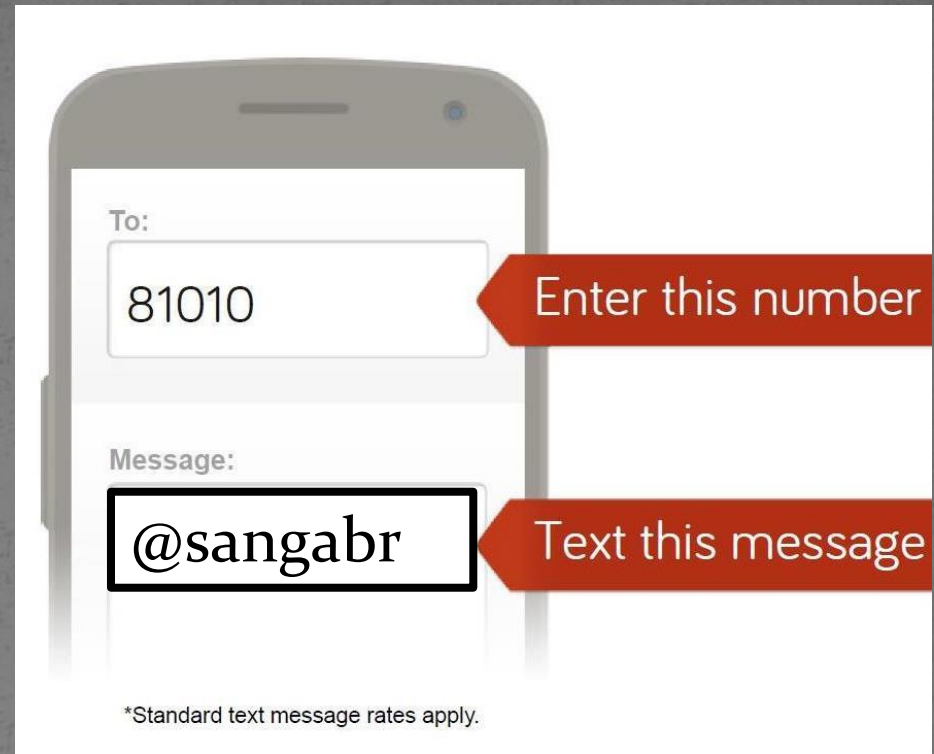 To:
81010
Enter this number
Message:
@sangabr
Text this message
*Standard text message rates apply.